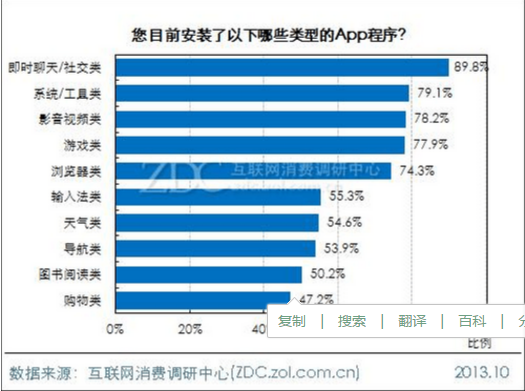 您目前安装了以下哪些类型的App程序?
即时聊天/社交类 89.8%
系统/工具类 79.1%
影音视频类 78.2%
游戏类 77.9%
浏览器类 74.3%
ZDC 互联网消费调研中心
zdc.zol.com.cn
输入法类 55.3%
天气类 54.6%
导航类 53.9%
图书阅读类 50.2%
购物类 47.2%
0% 20%
复制 | 搜索 | 翻译 | 百科 |
比例
数据来源：互联网消费调研中心(ZDC.zol.com.cn) 2013.10